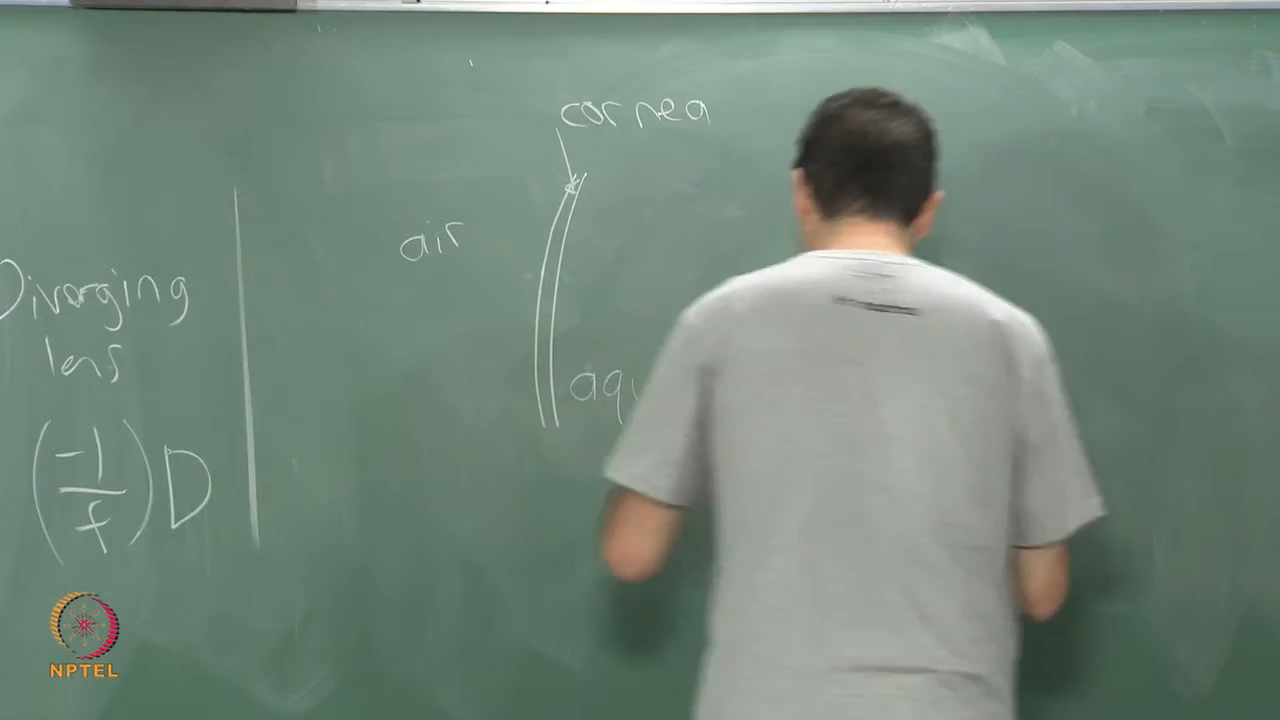 cornea
air
Diverging
lens
(-1/f) D
NPTEL